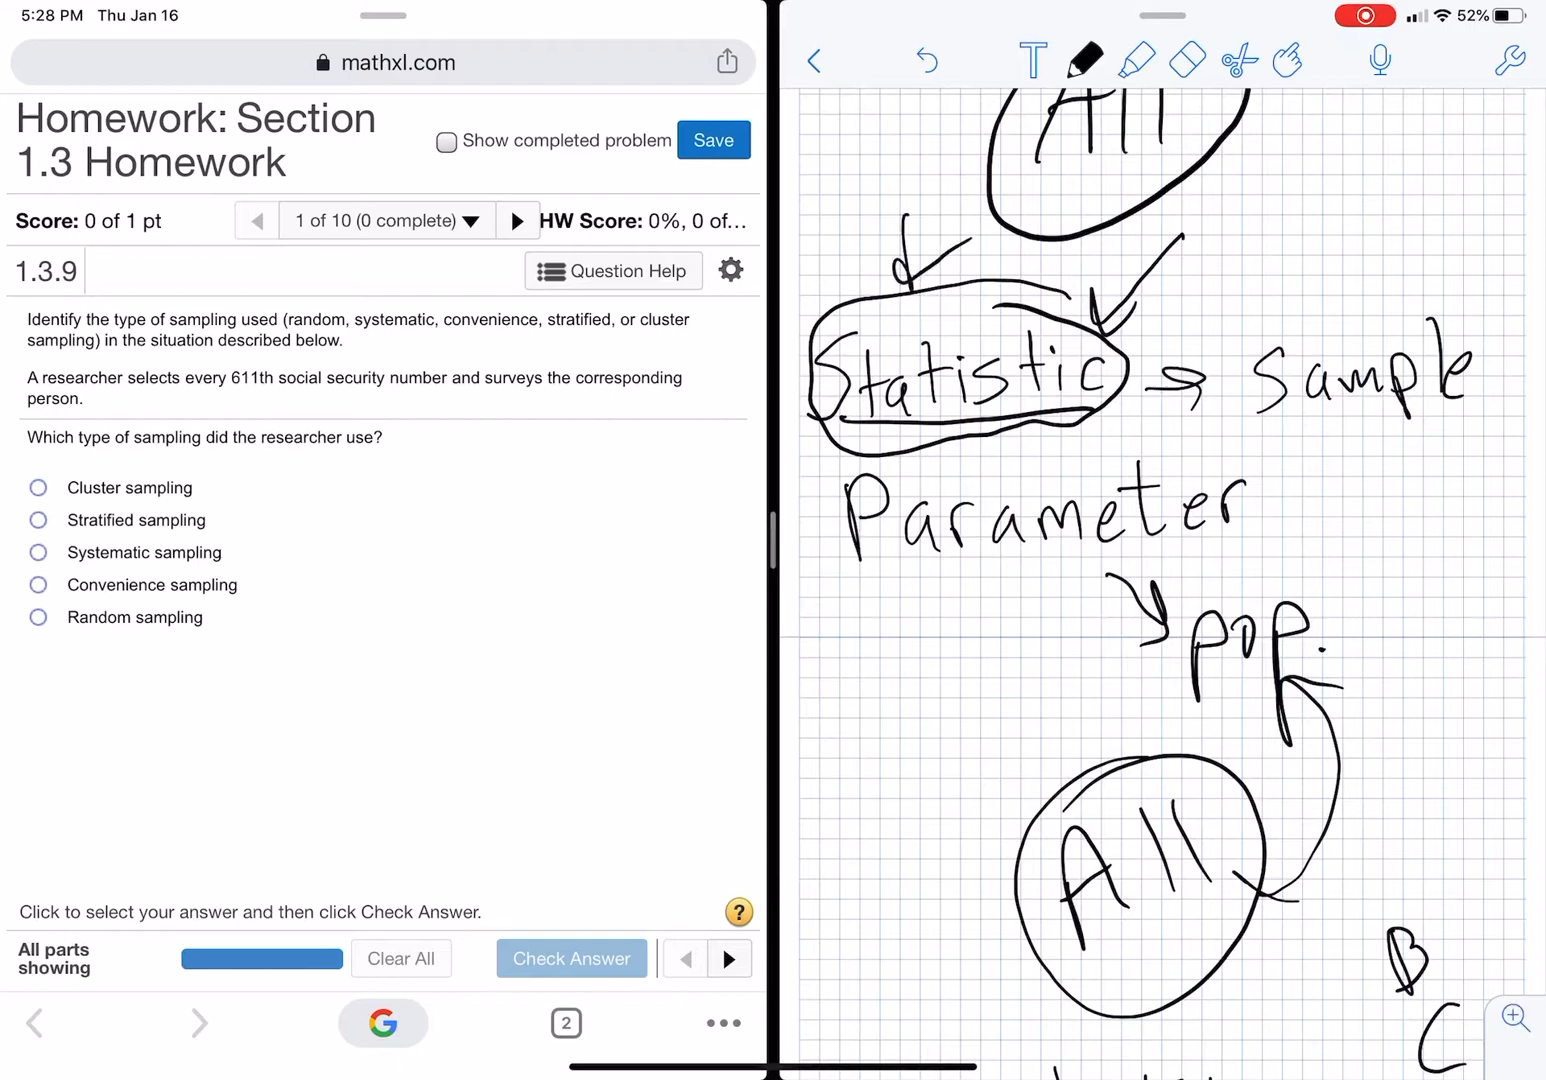 5:28 PM Thu Jan 16
mathxl.com
Homework: Section
1.3 Homework
Show completed problem
Save
Score: 0 of 1 pt
1 of 10 (0 complete)
HW Score: 0%, 0 of...
1.3.9
Question Help
Identify the type of sampling used (random, systematic, convenience, stratified, or cluster
sampling) in the situation described below.
A researcher selects every 611th social security number and surveys the corresponding
person.
Which type of sampling did the researcher use?
Cluster sampling
Stratified sampling
Systematic sampling
Convenience sampling
Random sampling
Click to select your answer and then click Check Answer.
?
All parts
showing
Clear All
Check Answer
G
2
52%
T
All
Statistic → Sample
Parameter
pop.
All
B
C